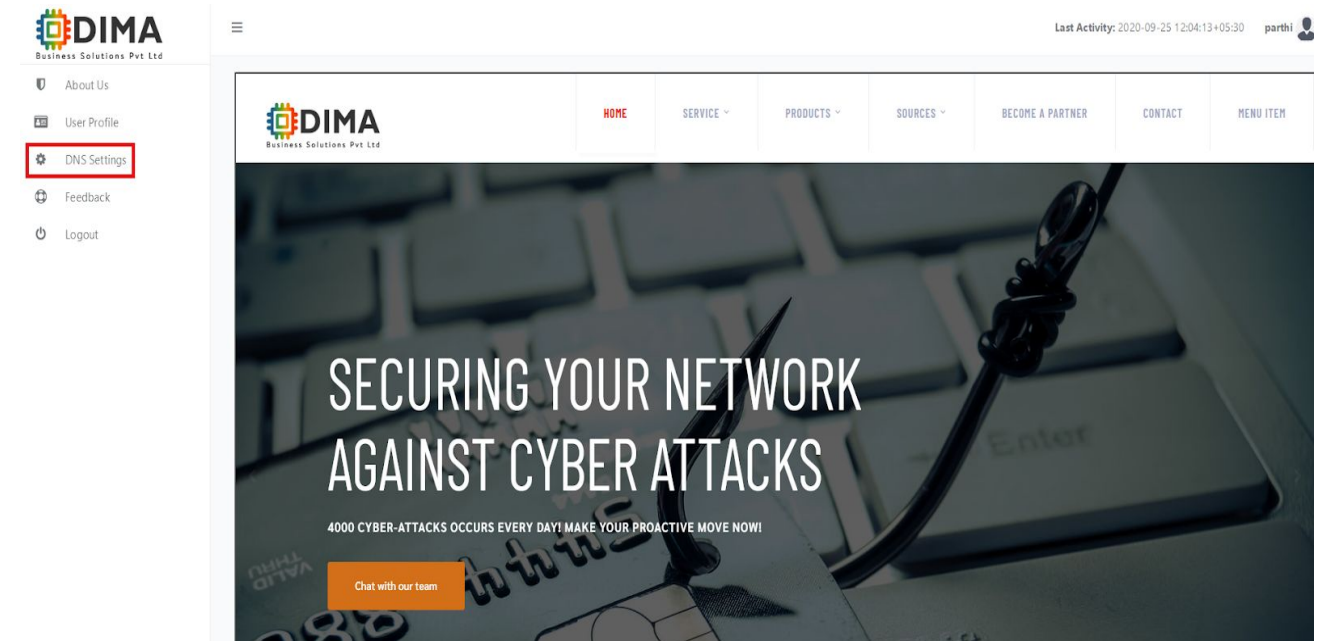 DIMA
Business Solutions Pvt Ltd
Last Activity: 2020-09-25 12:04:13+05:30 parthi
About Us
User Profile
DNS Settings
Feedback
Logout
DIMA
Business Solutions Pvt Ltd
HOME SERVICE PRODUCTS SOURCES BECOME A PARTNER CONTACT MENU ITEM
SECURING YOUR NETWORK
AGAINST CYBER ATTACKS
4000 CYBER-ATTACKS OCCURS EVERY DAY! MAKE YOUR PROACTIVE MOVE NOW!
Chat with our team
Enter
VALID
THRU